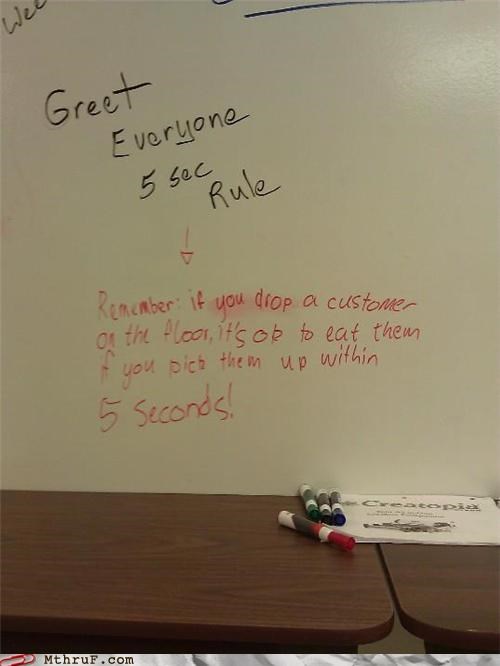 Wee
Greet
Everyone
5 sec
Rule
Remember: if you drop a customer
on the floor, it's ok to eat them
if you pick them up within
5 seconds!
Creatopia
MthruF.com